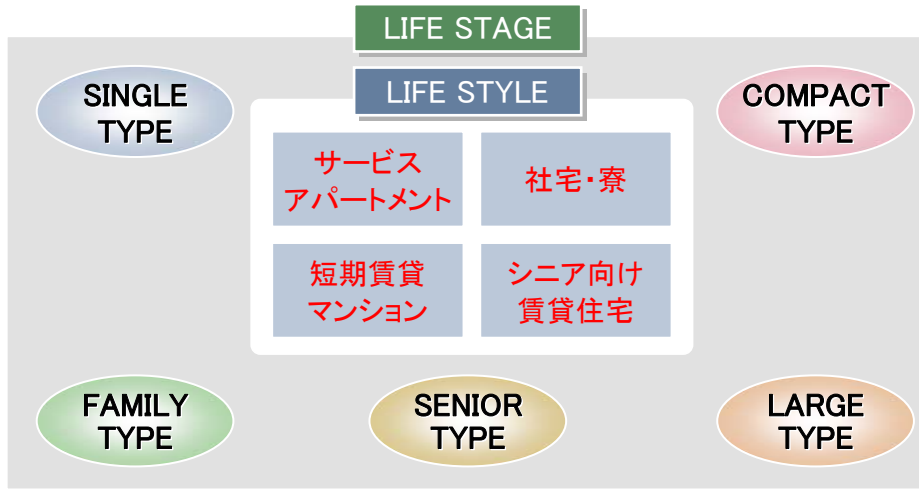 LIFE STAGE
LIFE STYLE
SINGLE
TYPE
COMPACT
TYPE
サービス
アパートメント
社宅・寮
短期賃貸
マンション
シニア向け
賃貸住宅
FAMILY
TYPE
SENIOR
TYPE
LARGE
TYPE